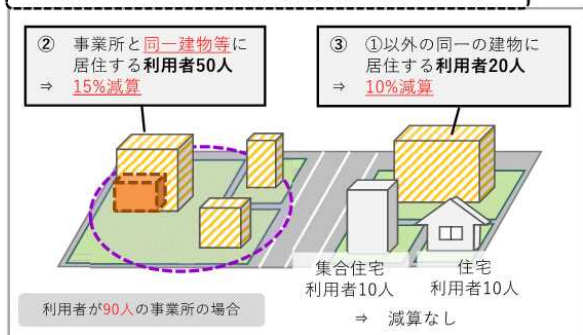 ② 事業所と同一建物等に
居住する利用者50人
⇒ 15%減算
③ ①以外の同一の建物に
居住する利用者20人
⇒ 10%減算
集合住宅
利用者10人
住宅
利用者10人
⇒ 減算なし
利用者が90人の事業所の場合